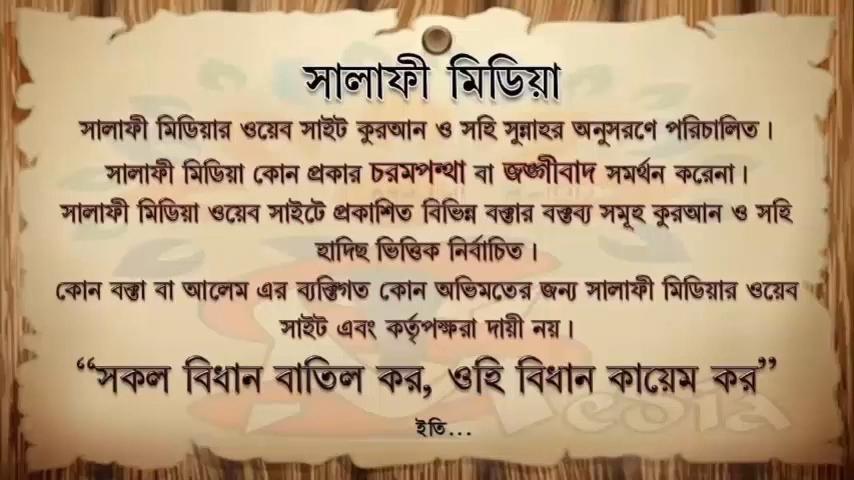 সালাফী মিডিয়া
সালাফী মিডিয়ার ওয়েব সাইট কুরআন ও সহি সুন্নাহর অনুসরণে পরিচালিত।
সালাফী মিডিয়া কোন প্রকার চরমপন্থা বা জঙ্গীবাদ সমর্থন করেনা।
সালাফী মিডিয়া ওয়েব সাইটে প্রকাশিত বিভিন্ন বক্তার বক্তব্য সমূহ কুরআন ও সহি
হাদিছ ভিত্তিক নির্বাচিত।
কোন বক্তা বা আলেম এর ব্যক্তিগত কোন অভিমতের জন্য সালাফী মিডিয়ার ওয়েব
সাইট এবং কর্তৃপক্ষরা দায়ী নয়।
“সকল বিধান বাতিল কর, ওহি বিধান কায়েম কর”
ইতি...